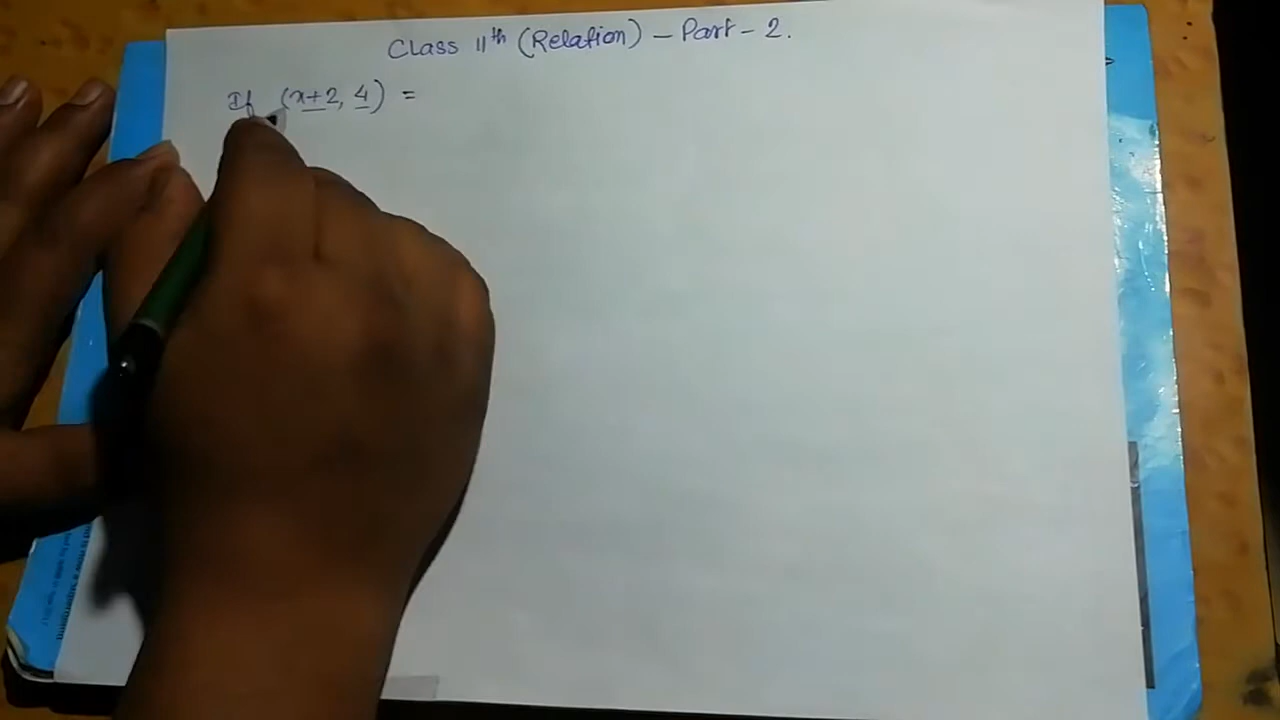 Class 11th (Relation) - Part - 2.
If (x+2, 4) =